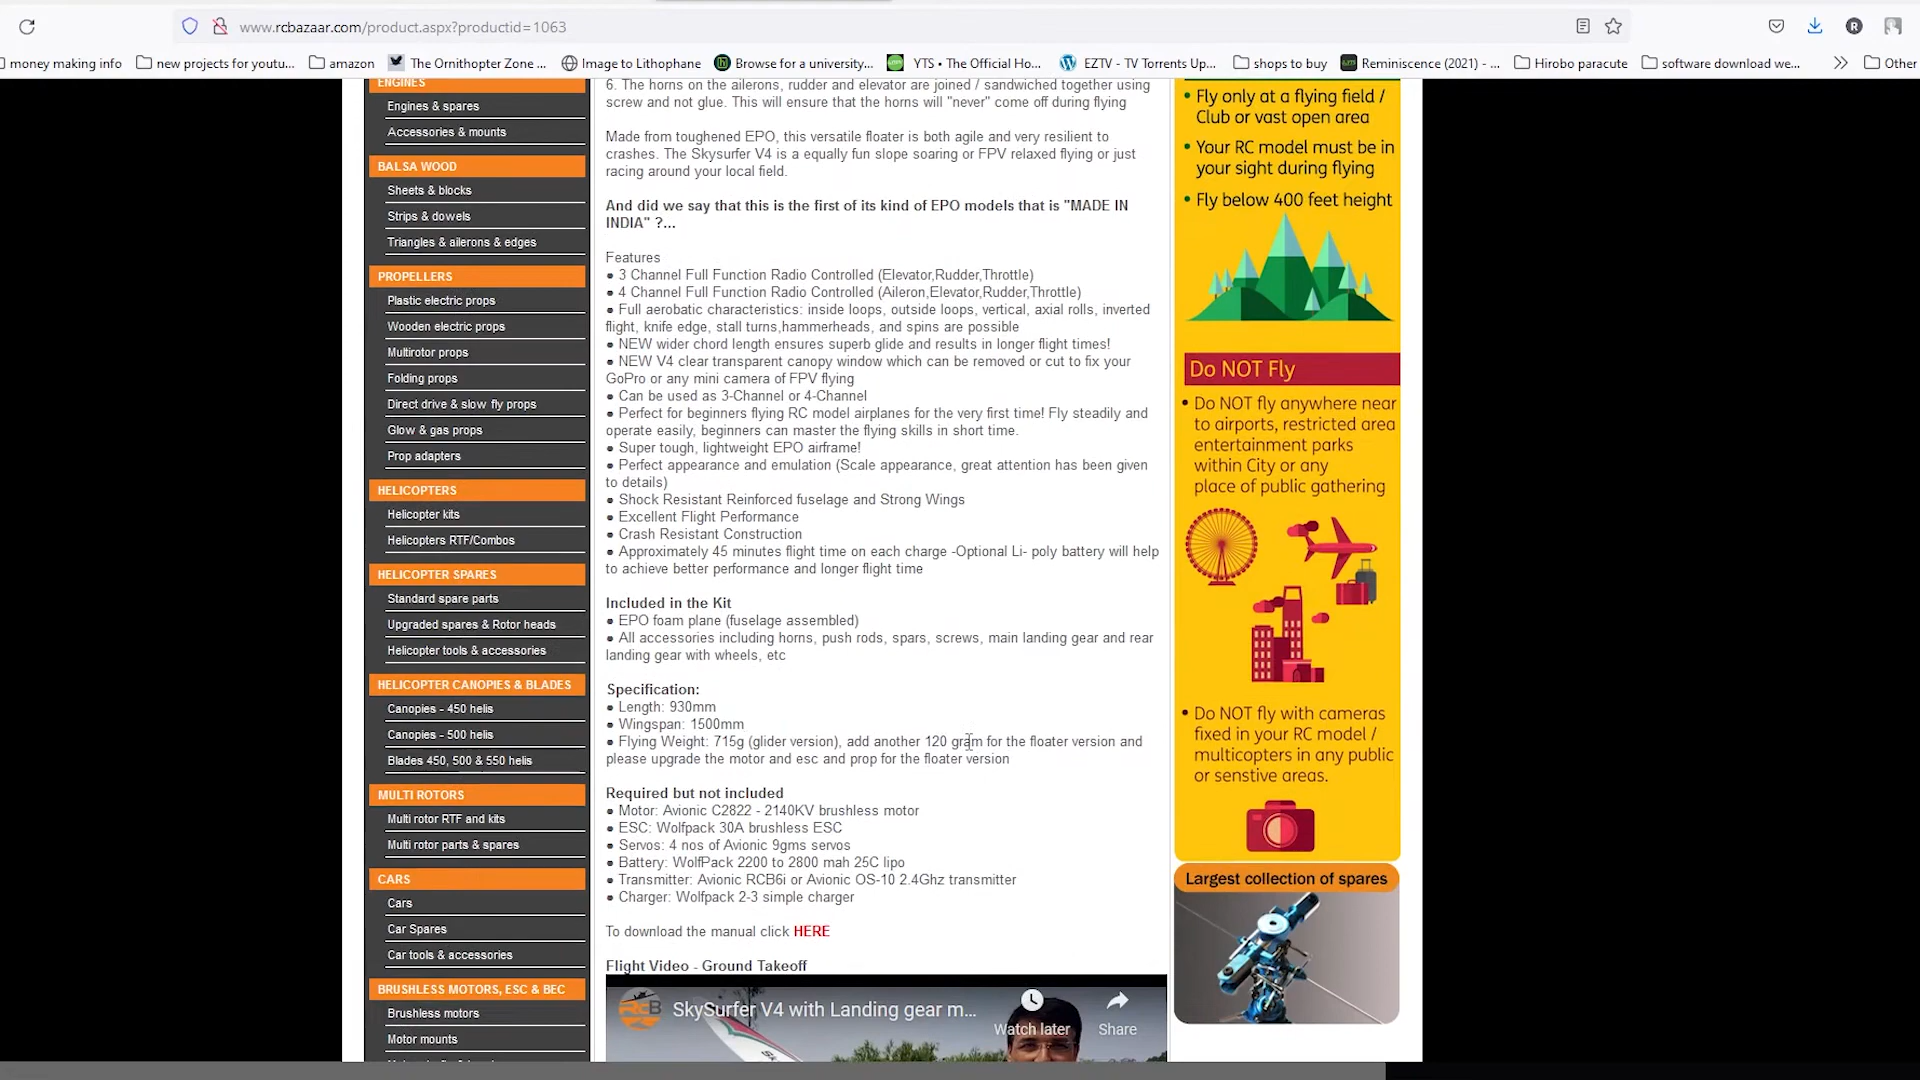 www.rcbazaar.com/product.aspx?productid=1063
R
money making info
new projects for youtu...
amazon
The Ornithopter Zone ...
Image to Lithophane
Browse for a university...
YTS • The Official Ho...
EZTV - TV Torrents Up...
shops to buy
Reminiscence (2021) - ...
Hirobo paracute
software download we...
Other
ENGINES
Engines & spares
Accessories & mounts
BALSA WOOD
Sheets & blocks
Strips & dowels
Triangles & ailerons & edges
PROPELLERS
Plastic electric props
Wooden electric props
Multirotor props
Folding props
Direct drive & slow fly props
Glow & gas props
Prop adapters
HELICOPTERS
Helicopter kits
Helicopters RTF/Combos
HELICOPTER SPARES
Standard spare parts
Upgraded spares & Rotor heads
Helicopter tools & accessories
HELICOPTER CANOPIES & BLADES
Canopies - 450 helis
Canopies - 500 helis
Blades 450, 500 & 550 helis
MULTI ROTORS
Multi rotor RTF and kits
Multi rotor parts & spares
CARS
Cars
Car Spares
Car tools & accessories
BRUSHLESS MOTORS, ESC & BEC
Brushless motors
Motor mounts
6. The horns on the ailerons, rudder and elevator are joined / sandwiched together using
screw and not glue. This will ensure that the horns will "never" come off during flying
Made from toughened EPO, this versatile floater is both agile and very resilient to
crashes. The Skysurfer V4 is a equally fun slope soaring or FPV relaxed flying or just
racing around your local field.
And did we say that this is the first of its kind of EPO models that is "MADE IN
INDIA" ?...
Features
• 3 Channel Full Function Radio Controlled (Elevator,Rudder,Throttle)
• 4 Channel Full Function Radio Controlled (Aileron,Elevator,Rudder,Throttle)
• Full aerobatic characteristics: inside loops, outside loops, vertical, axial rolls, inverted
flight, knife edge, stall turns,hammerheads, and spins are possible
• NEW wider chord length ensures superb glide and results in longer flight times!
• NEW V4 clear transparent canopy window which can be removed or cut to fix your
GoPro or any mini camera of FPV flying
• Can be used as 3-Channel or 4-Channel
• Perfect for beginners flying RC model airplanes for the very first time! Fly steadily and
operate easily, beginners can master the flying skills in short time.
• Super tough, lightweight EPO airframe!
• Perfect appearance and emulation (Scale appearance, great attention has been given
to details)
• Shock Resistant Reinforced fuselage and Strong Wings
• Excellent Flight Performance
• Crash Resistant Construction
• Approximately 45 minutes flight time on each charge -Optional Li- poly battery will help
to achieve better performance and longer flight time
Included in the Kit
• EPO foam plane (fuselage assembled)
• All accessories including horns, push rods, spars, screws, main landing gear and rear
landing gear with wheels, etc
Specification:
• Length: 930mm
• Wingspan: 1500mm
• Flying Weight: 715g (glider version), add another 120 gram for the floater version and
please upgrade the motor and esc and prop for the floater version
Required but not included
• Motor: Avionic C2822 - 2140KV brushless motor
• ESC: Wolfpack 30A brushless ESC
• Servos: 4 nos of Avionic 9gms servos
• Battery: WolfPack 2200 to 2800 mah 25C lipo
• Transmitter: Avionic RCB6i or Avionic OS-10 2.4Ghz transmitter
• Charger: Wolfpack 2-3 simple charger
To download the manual click HERE
Flight Video - Ground Takeoff
RCB
SkySurfer V4 with Landing gear m...
Watch later
Share
• Fly only at a flying field /
Club or vast open area
• Your RC model must be in
your sight during flying
• Fly below 400 feet height
Do NOT Fly
• Do NOT fly anywhere near
to airports, restricted area
entertainment parks
within City or any
place of public gathering
• Do NOT fly with cameras
fixed in your RC model /
multicopters in any public
or senstive areas.
Largest collection of spares